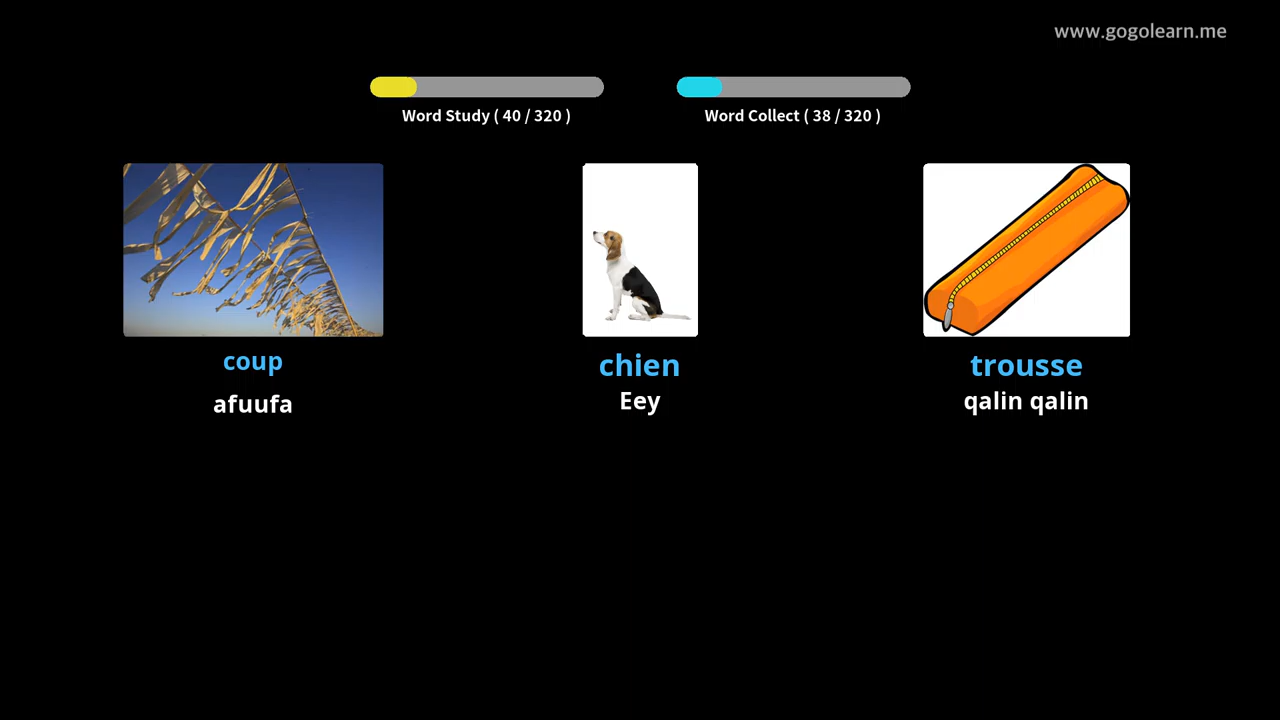 www.gogolearn.me
Word Study ( 40 / 320 )
Word Collect ( 38 / 320 )
coup
afuufa
chien
Eey
trousse
qalin qalin